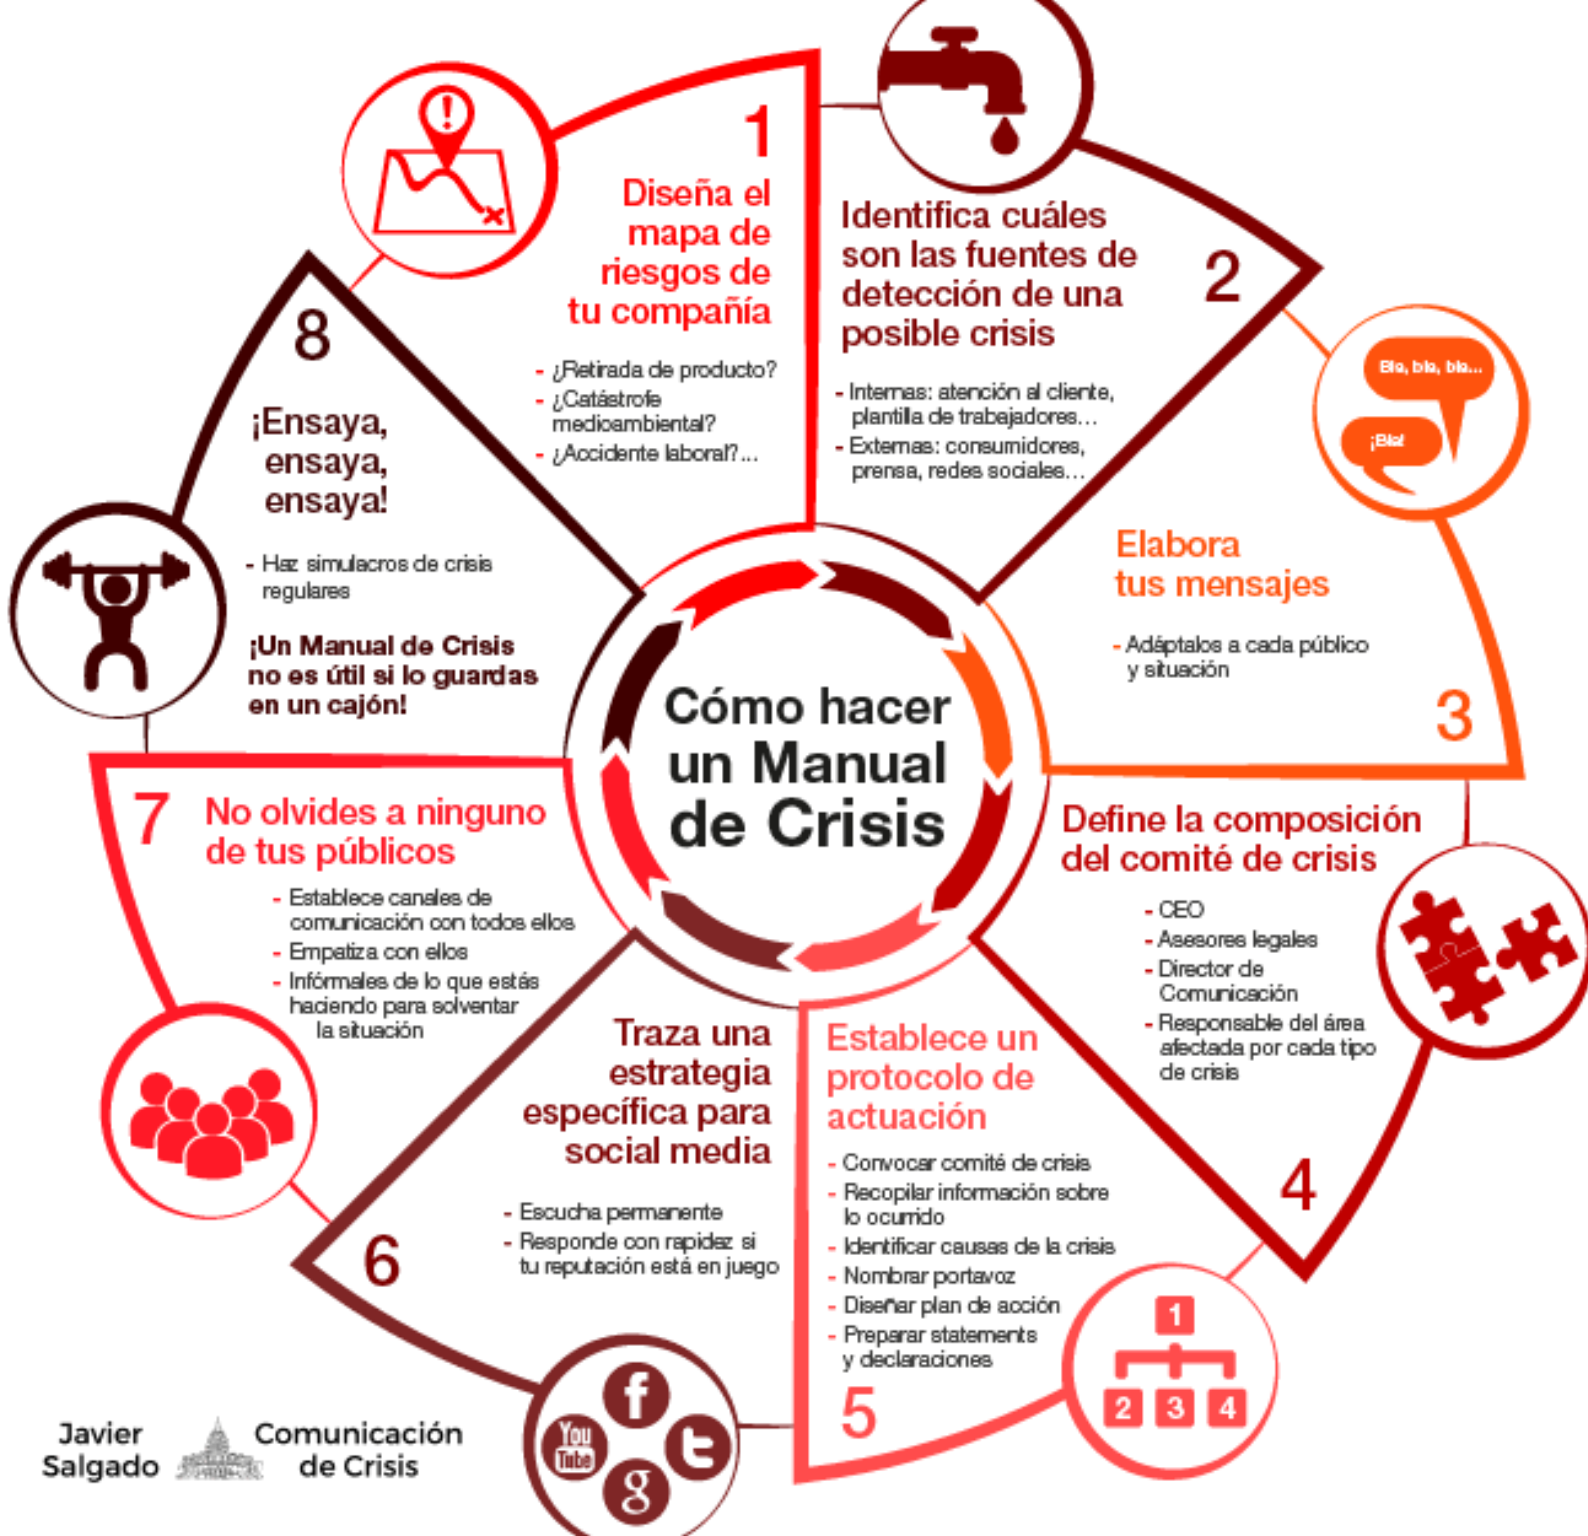 Cómo hacer
un Manual
de Crisis
1
Diseña el
mapa de
riesgos de
tu compañía
- ¿Retirada de producto?
- ¿Catástrofe
medioambiental?
- ¿Accidente laboral?...
2
Identifica cuáles
son las fuentes de
detección de una
posible crisis
- Internas: atención al cliente,
plantilla de trabajadores...
- Externas: consumidores,
prensa, redes sociales...
Bla, bla, bla...
¡Bla!
Elabora
tus mensajes
- Adáptalos a cada público
y situación
3
Define la composición
del comité de crisis
- CEO
- Asesores legales
- Director de
Comunicación
- Responsable del área
afectada por cada tipo
de crisis
4
Establece un
protocolo de
actuación
- Convocar comité de crisis
- Recopilar información sobre
lo ocurrido
- Identificar causas de la crisis
- Nombrar portavoz
- Diseñar plan de acción
- Preparar statements
y declaraciones
5
1
2 3 4
Traza una
estrategia
específica para
social media
- Escucha permanente
- Responde con rapidez si
tu reputación está en juego
6
f
You
Tube
t
g
7
No olvides a ninguno
de tus públicos
- Establece canales de
comunicación con todos ellos
- Empatiza con ellos
- Infórmales de lo que estás
haciendo para solventar
la situación
8
¡Ensaya,
ensaya,
ensaya!
- Haz simulacros de crisis
regulares
¡Un Manual de Crisis
no es útil si lo guardas
en un cajón!
Javier
Salgado
Comunicación
de Crisis